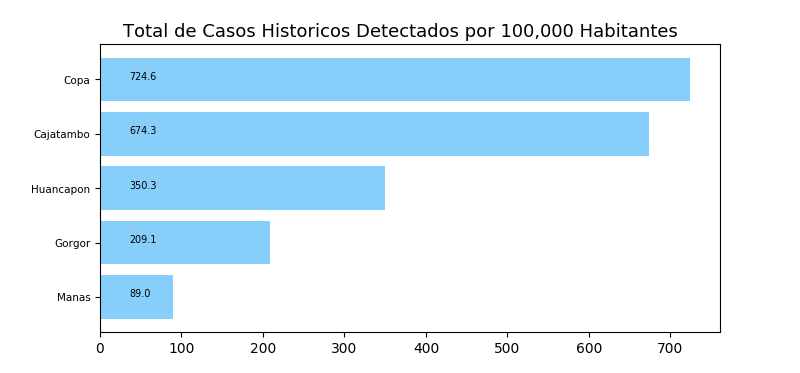 Total de Casos Historicos Detectados por 100,000 Habitantes
Copa 724.6
Cajatambo 674.3
Huancapon 350.3
Gorgor 209.1
Manas 89.0
0 100 200 300 400 500 600 700